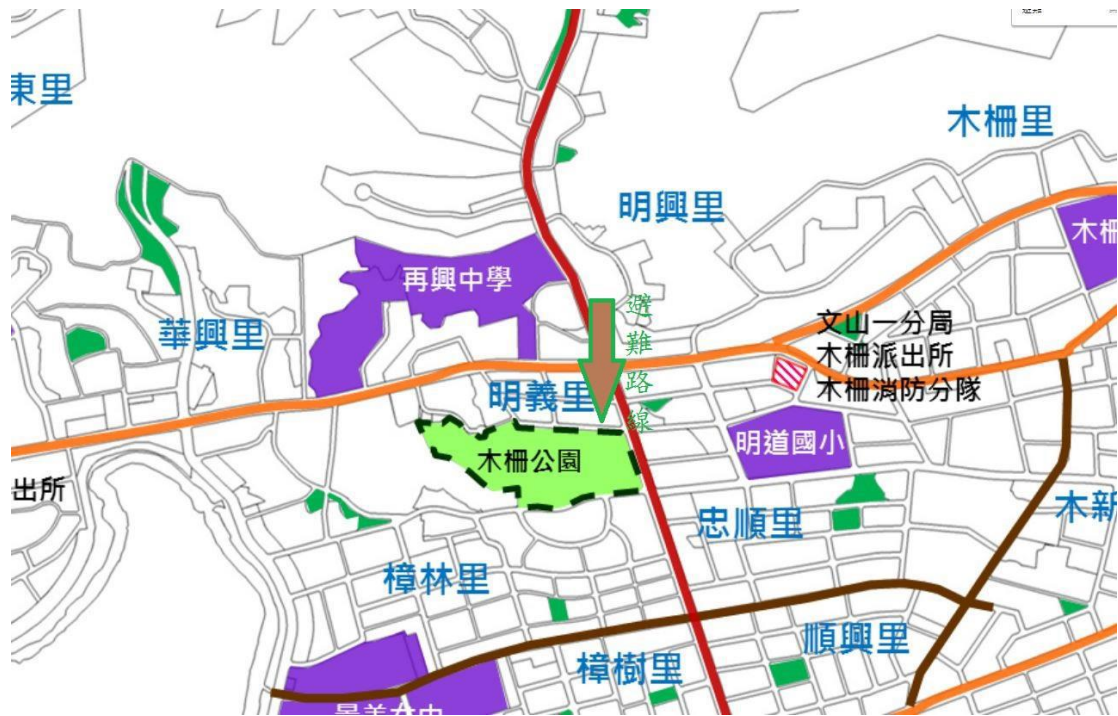 東里
木柵里
明興里
木柵
再興中學
華興里
避難路線
文山一分局
木柵派出所
木柵消防分隊
明義里
明道國小
木柵公園
出所
忠順里
木新
樟林里
順興里
樟樹里